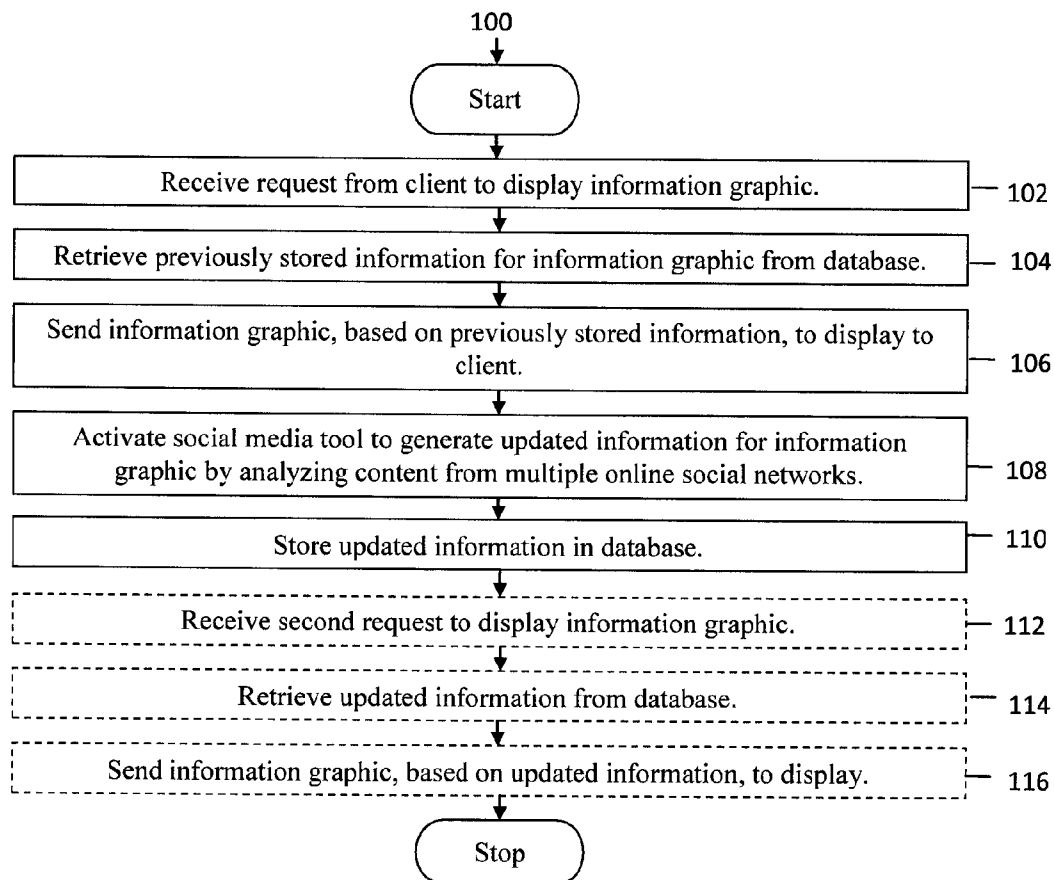 100
Start
Receive request from client to display information graphic.
102
Retrieve previously stored information for information graphic from database.
104
Send information graphic, based on previously stored information, to display to
client.
106
Activate social media tool to generate updated information for information
graphic by analyzing content from multiple online social networks.
108
Store updated information in database.
110
Receive second request to display information graphic.
112
Retrieve updated information from database.
114
Send information graphic, based on updated information, to display.
116
Stop